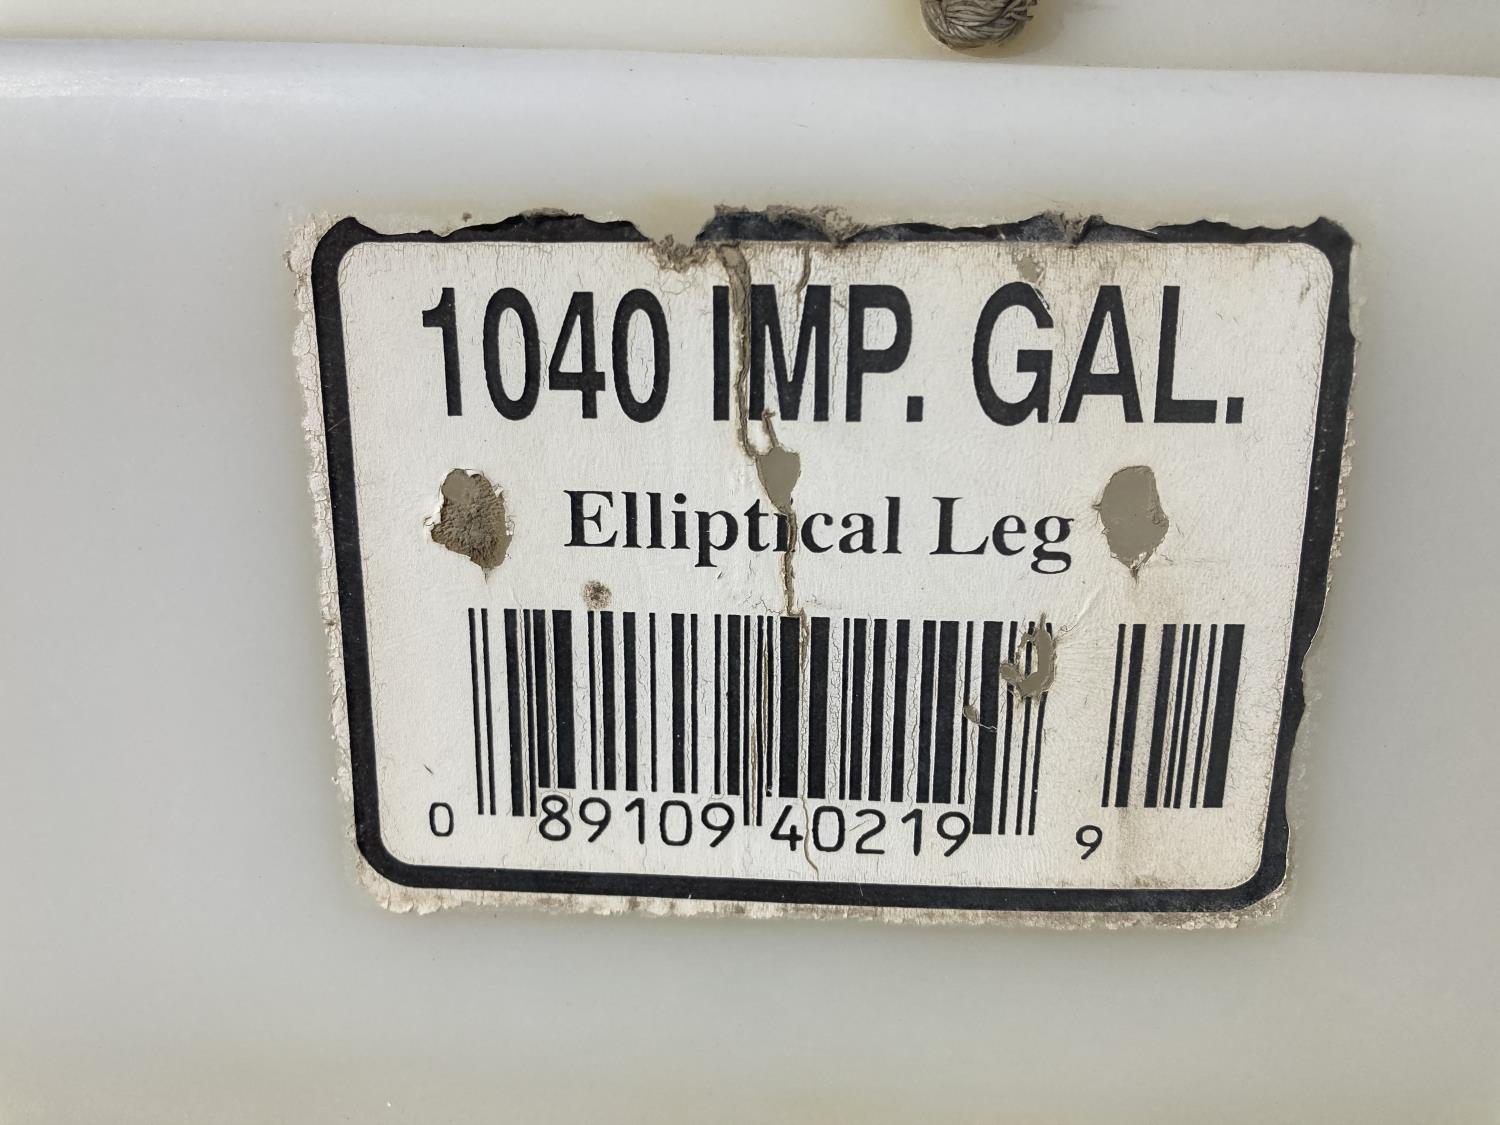 1040 IMP. GAL.
Elliptical Leg
0 89109 40219 9